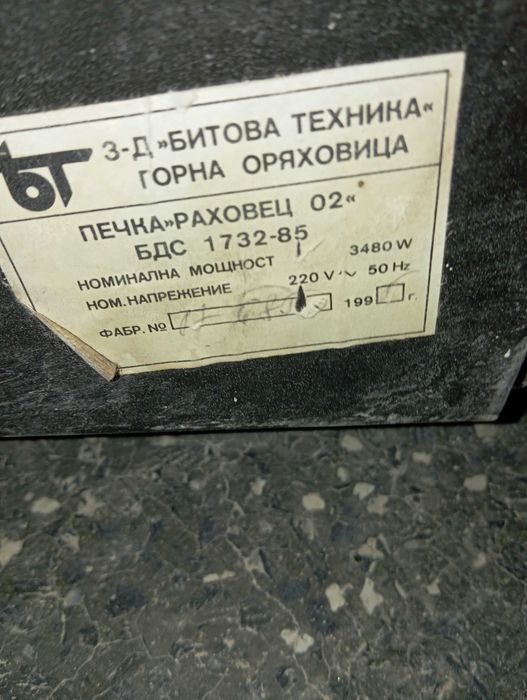 БТ З-Д »БИТОВА ТЕХНИКА«
ГОРНА ОРЯХОВИЦА
ПЕЧКА»РАХОВЕЦ 02«
БДС 1732-85
НОМИНАЛНА МОЩНОСТ 3480 W
НОМ. НАПРЕЖЕНИЕ 220 V ~ 50 Hz
ФАБР. № 199 г.